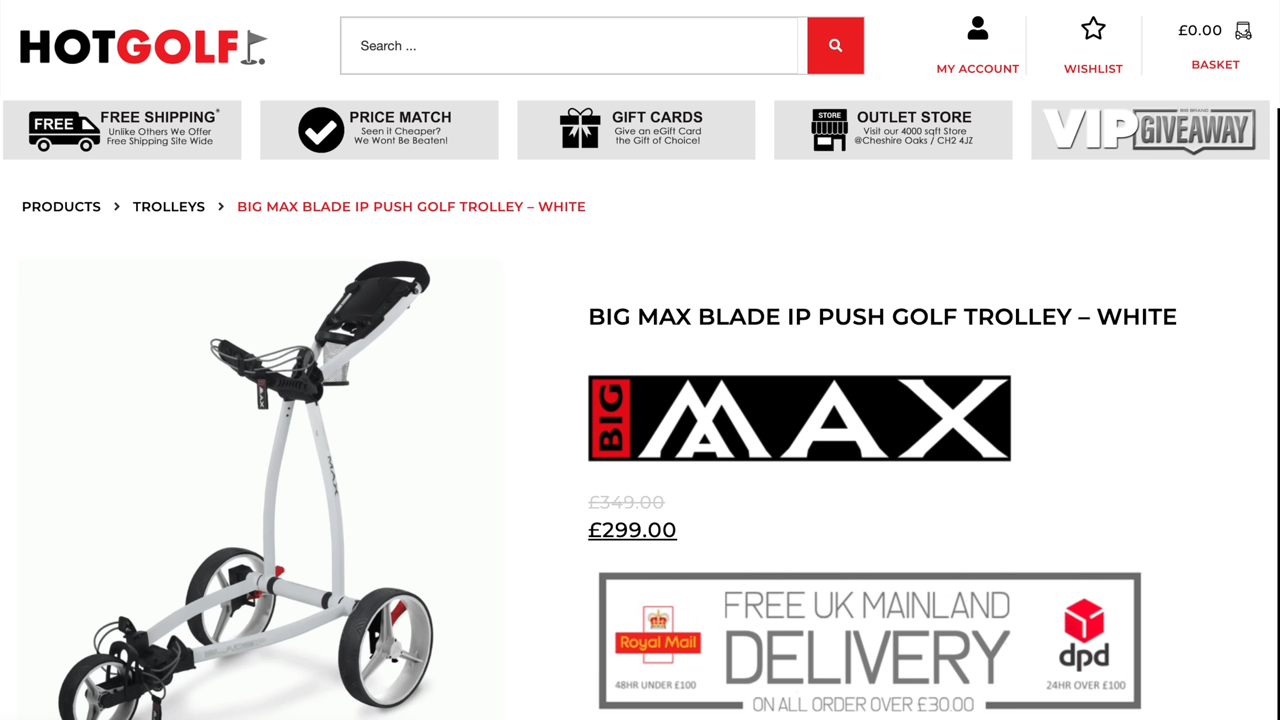 HOTGOLF
Search ...
MY ACCOUNT
WISHLIST
£0.00
BASKET
FREE
FREE SHIPPING*
Unlike Others We Offer
Free Shipping Site Wide
PRICE MATCH
Seen it Cheaper?
We Wont Be Beaten!
GIFT CARDS
Give an eGift Card
the Gift of Choice!
STORE
OUTLET STORE
Visit our 4000 sqft Store
@Cheshire Oaks / CH2 4JZ
BIG BRAND
VIP GIVEAWAY
PRODUCTS > TROLLEYS > BIG MAX BLADE IP PUSH GOLF TROLLEY – WHITE
MAX
MAX
BIG MAX BLADE IP PUSH GOLF TROLLEY – WHITE
BIG MAX
£349.00
£299.00
Royal Mail
48HR UNDER £100
FREE UK MAINLAND
DELIVERY
ON ALL ORDER OVER £30.00
dpd
24HR OVER £100